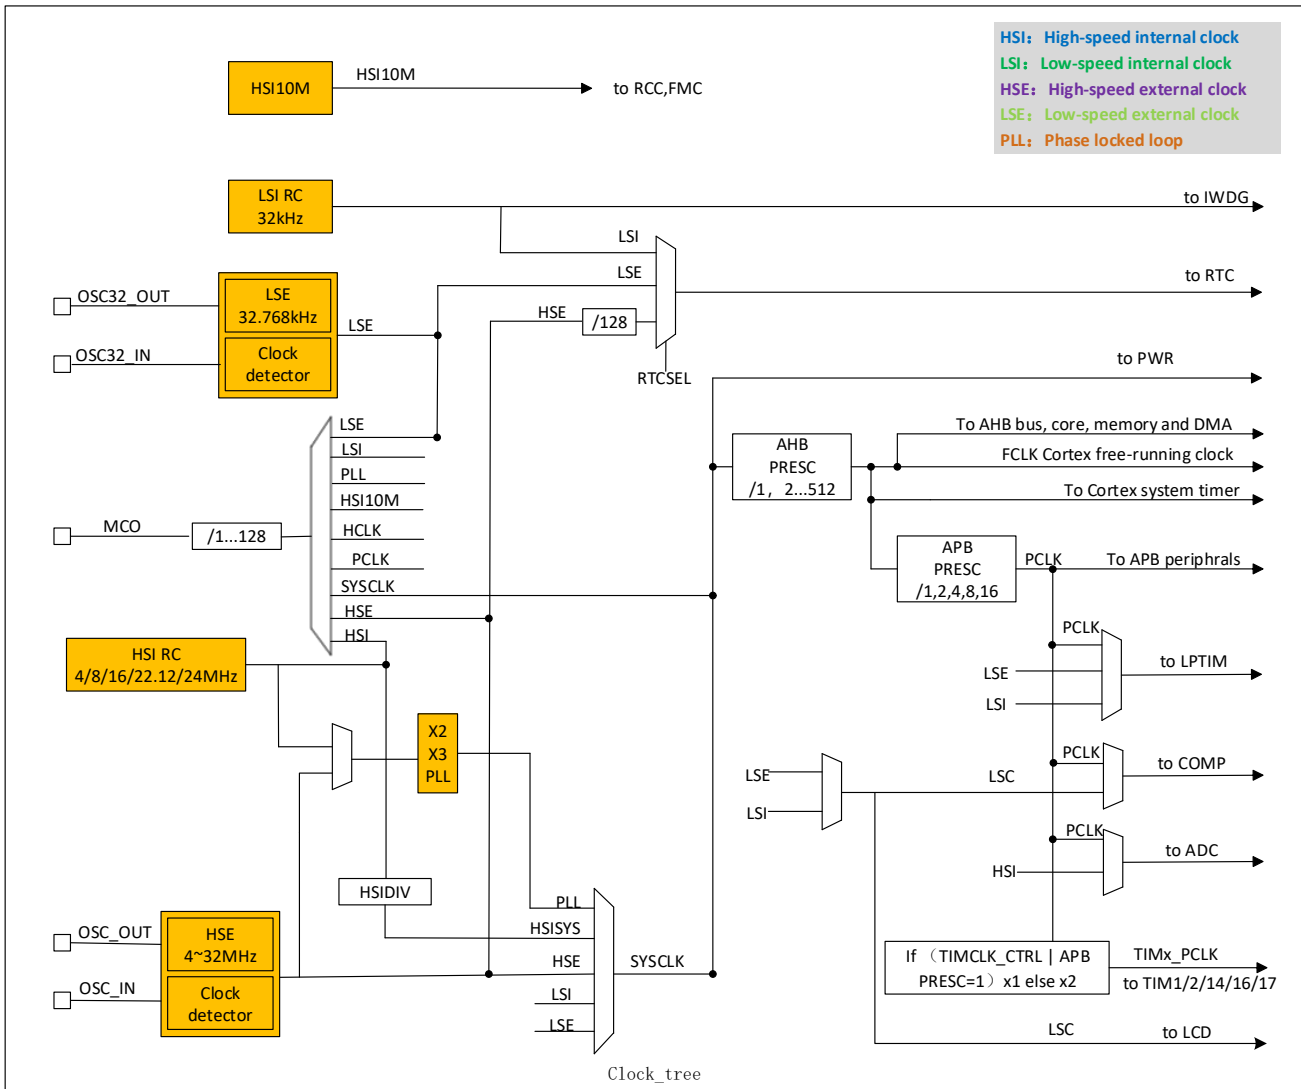 HSI: High-speed internal clock
LSI: Low-speed internal clock
HSE: High-speed external clock
LSE: Low-speed external clock
PLL: Phase locked loop
HSI10M
HSI10M
to RCC,FMC
LSI RC
32kHz
to IWDG
LSI
LSE
HSE
/128
RTCSEL
to RTC
OSC32_OUT
OSC32_IN
LSE
32.768kHz
Clock
detector
LSE
to PWR
LSE
LSI
PLL
HSI10M
HCLK
PCLK
SYSCLK
HSE
HSI
MCO
/1...128
AHB
PRESC
/1， 2...512
To AHB bus, core, memory and DMA
FCLK Cortex free-running clock
To Cortex system timer
APB
PRESC
/1,2,4,8,16
PCLK
To APB periphrals
HSI RC
4/8/16/22.12/24MHz
PCLK
LSE
LSI
to LPTIM
X2
X3
PLL
LSE
LSI
LSC
PCLK
to COMP
PCLK
HSI
to ADC
HSIDIV
OSC_OUT
OSC_IN
HSE
4~32MHz
Clock
detector
PLL
HSISYS
HSE
LSI
LSE
SYSCLK
If （TIMCLK_CTRL | APB
PRESC=1）x1 else x2
TIMx_PCLK
to TIM1/2/14/16/17
LSC
to LCD
Clock_tree